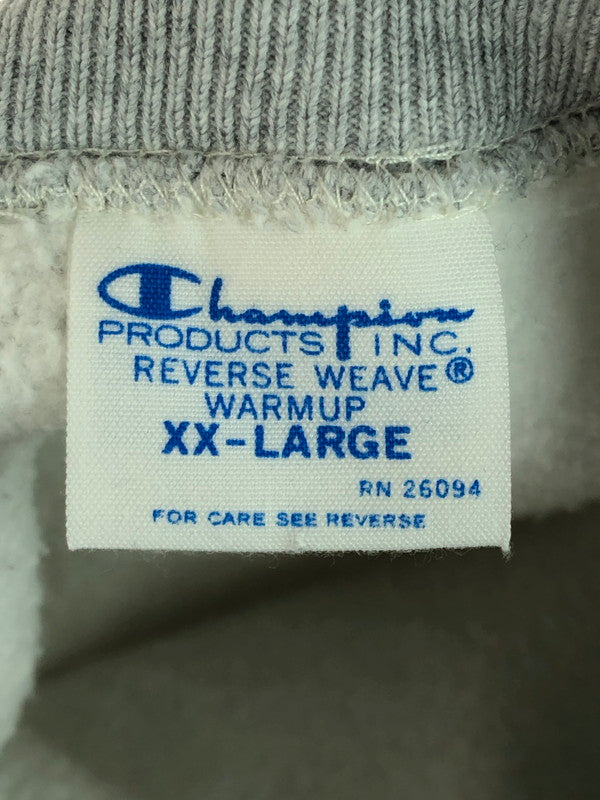 Champion
PRODUCTS INC.
REVERSE WEAVE®
WARMUP
XX-LARGE
RN 26094
FOR CARE SEE REVERSE